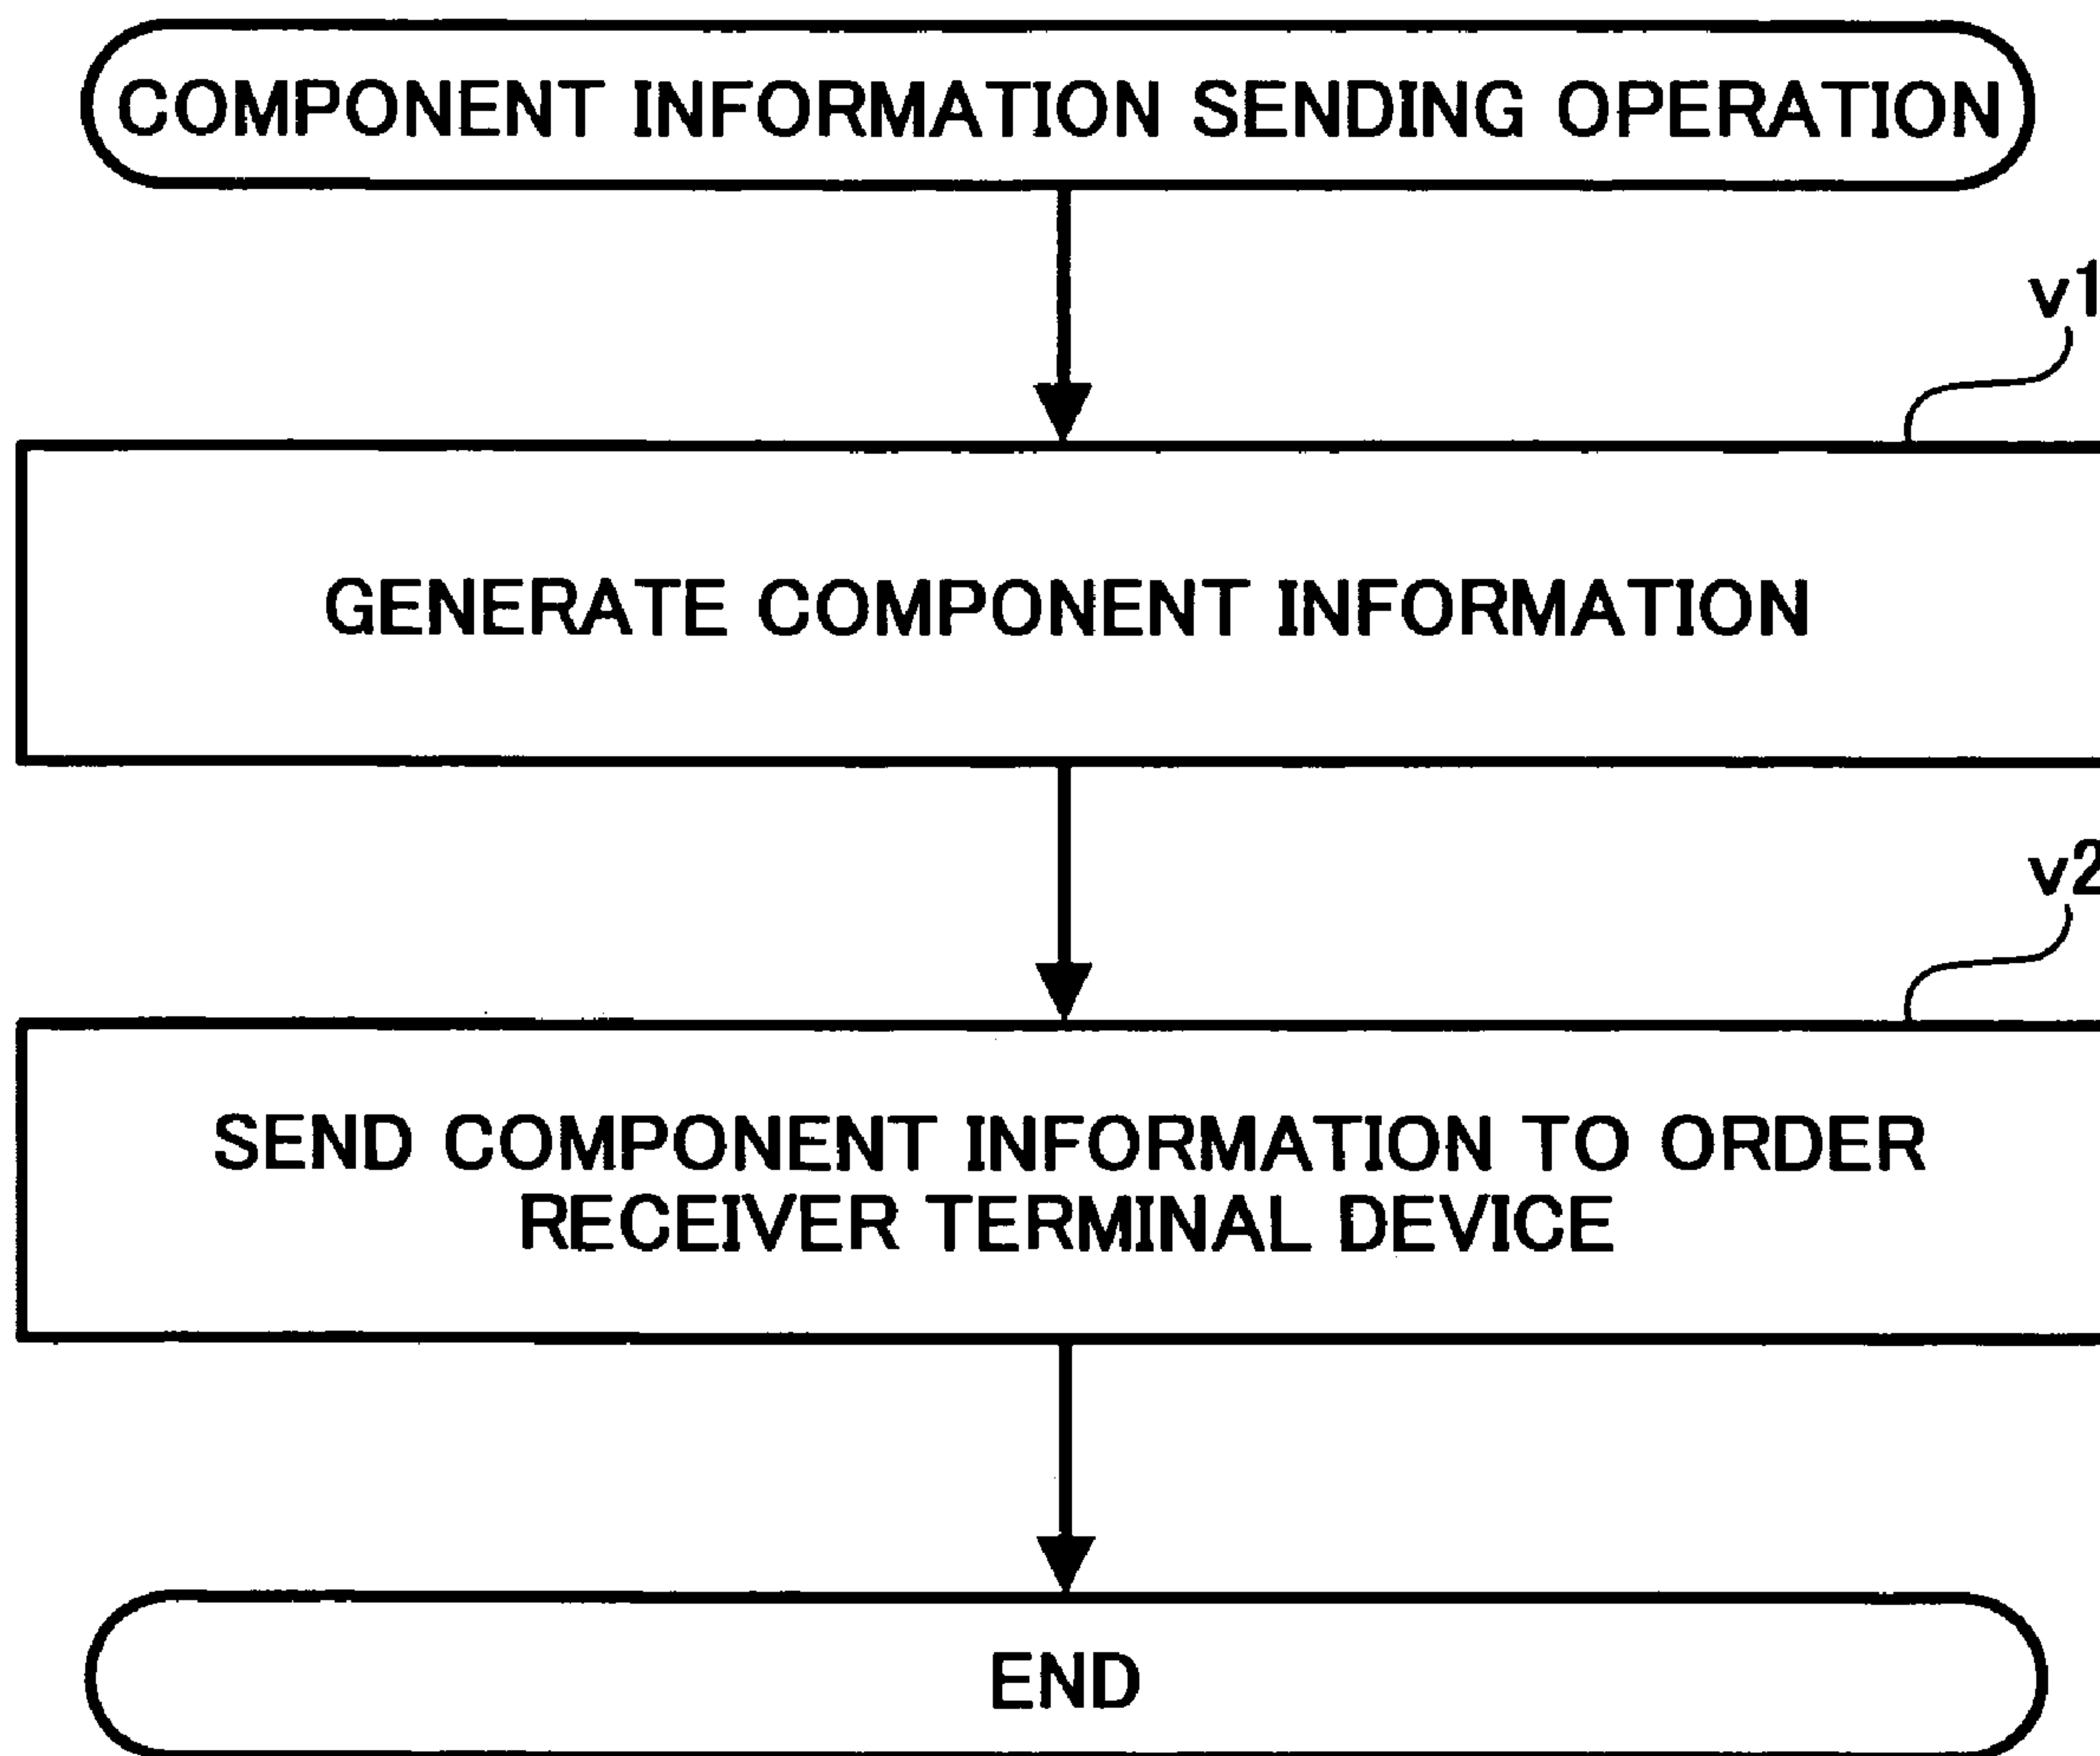 COMPONENT INFORMATION SENDING OPERATION
v1
GENERATE COMPONENT INFORMATION
v2
SEND COMPONENT INFORMATION TO ORDER
RECEIVER TERMINAL DEVICE
END